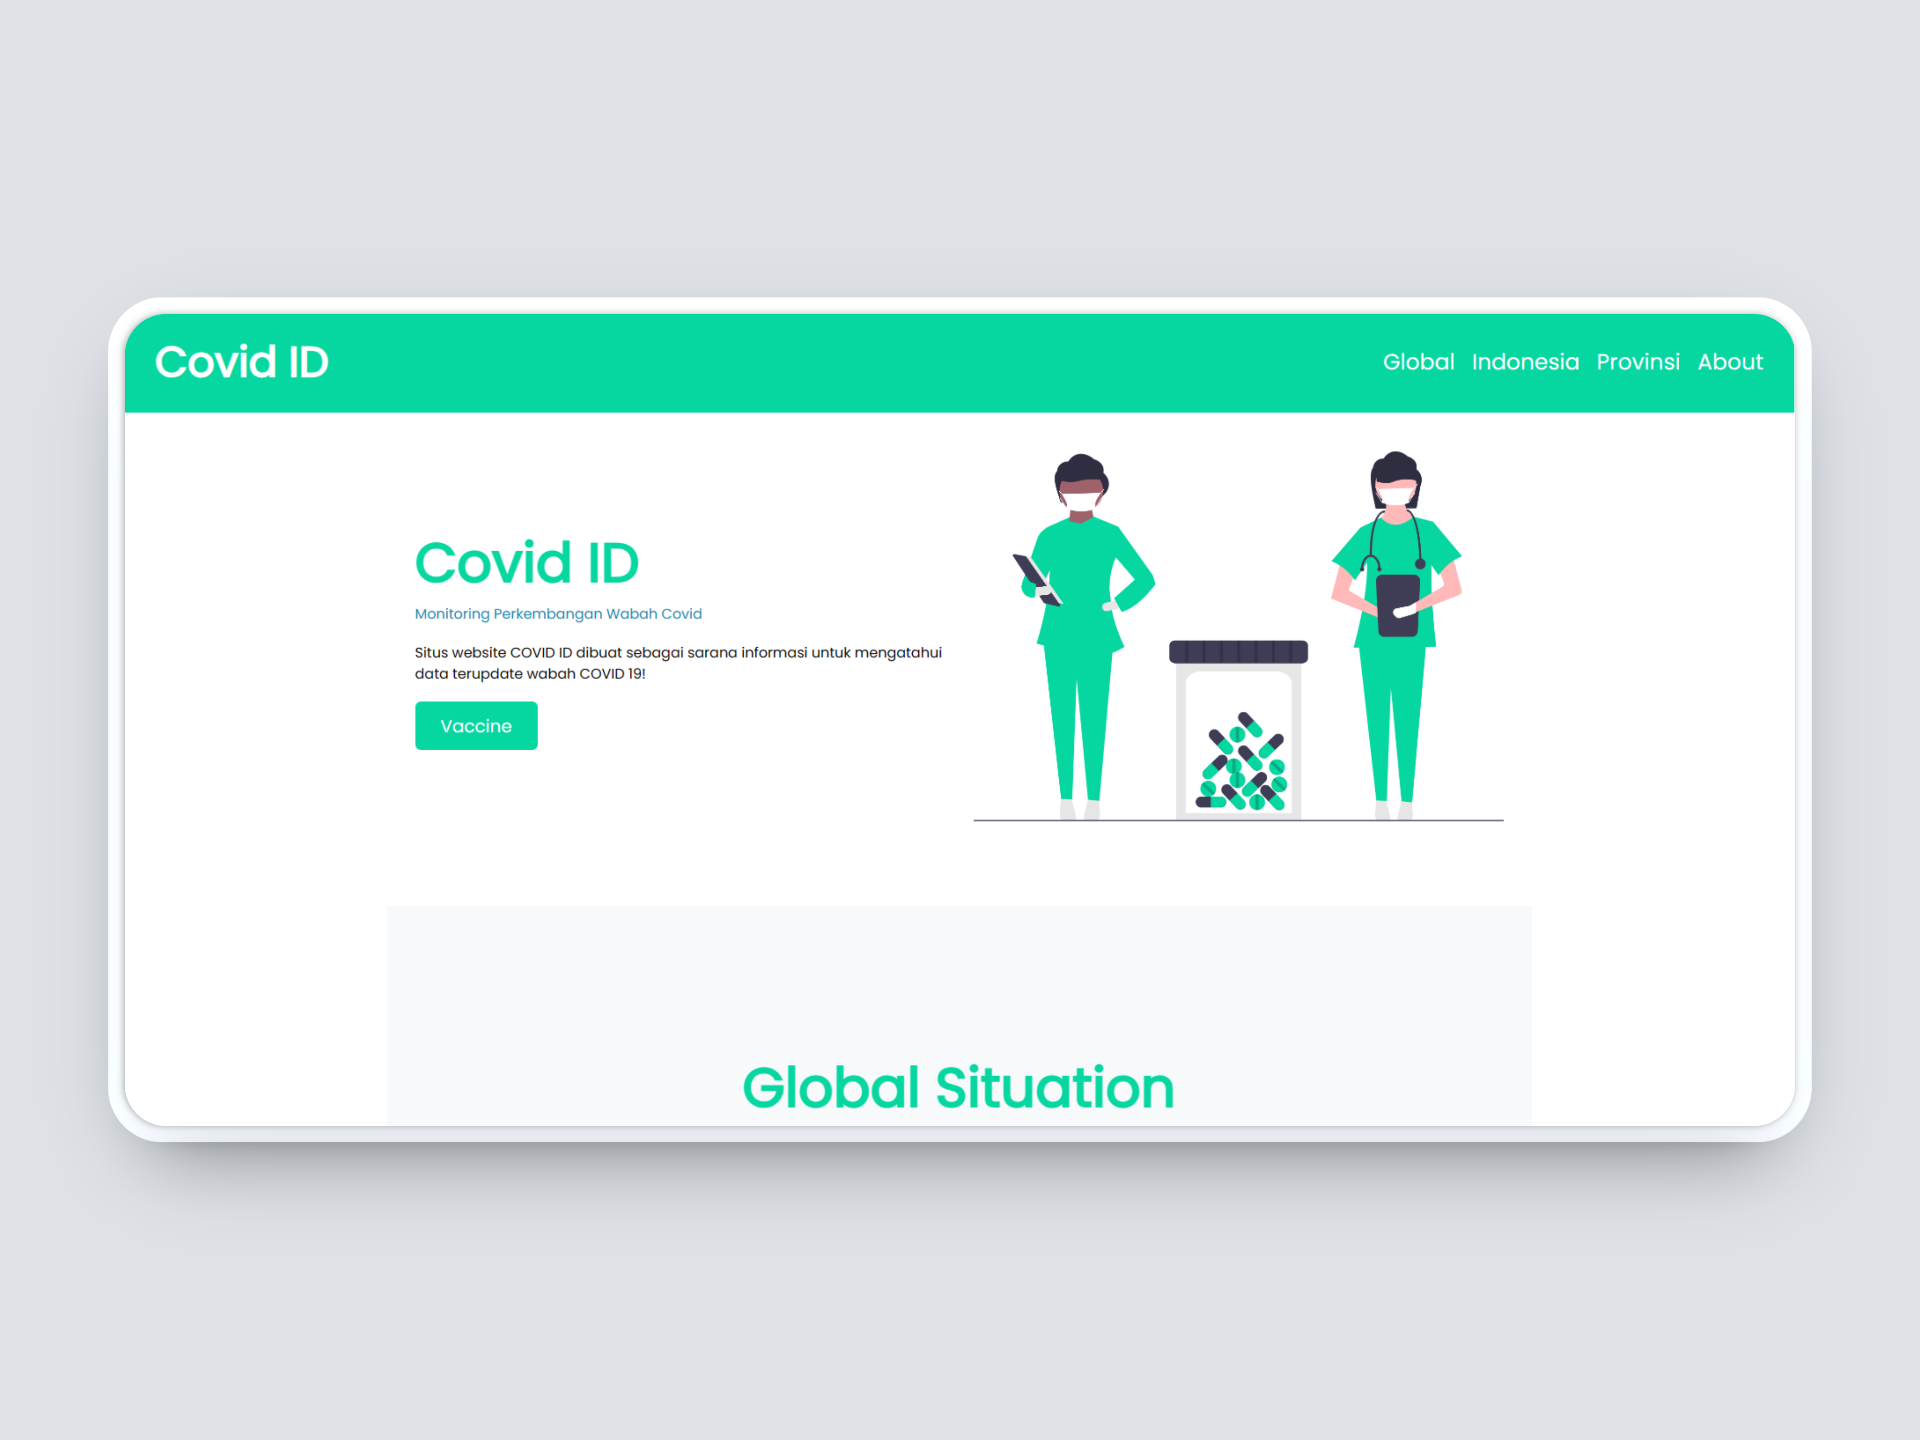 Covid ID
Global Indonesia Provinsi About
Covid ID
Monitoring Perkembangan Wabah Covid
Situs website COVID ID dibuat sebagai sarana informasi untuk mengatahui
data terupdate wabah COVID 19!
Vaccine
Global Situation